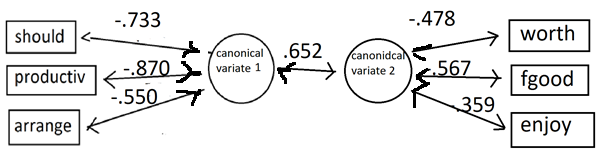 should
productiv
arrange
-.733
-.870
-.550
canonical
variate 1
.652
canonidcal
variate 2
-.478
.567
-.359
worth
fgood
enjoy